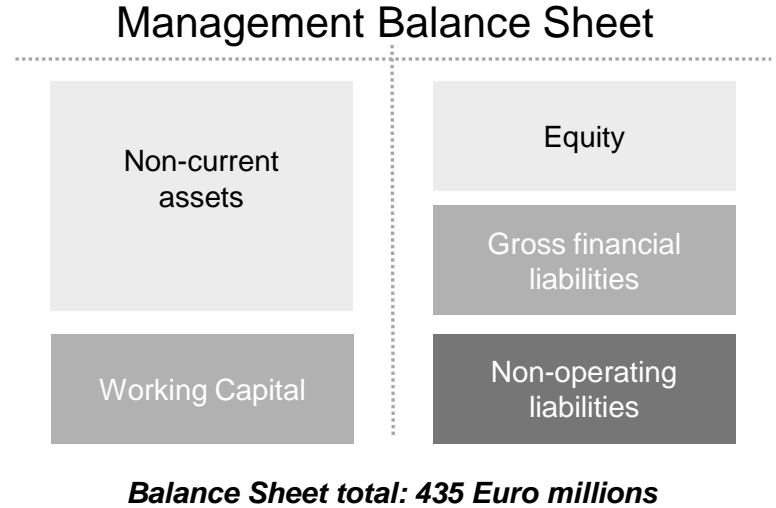 Management Balance Sheet
Non-current
assets
Working Capital
Equity
Gross financial
liabilities
Non-operating
liabilities
Balance Sheet total: 435 Euro millions